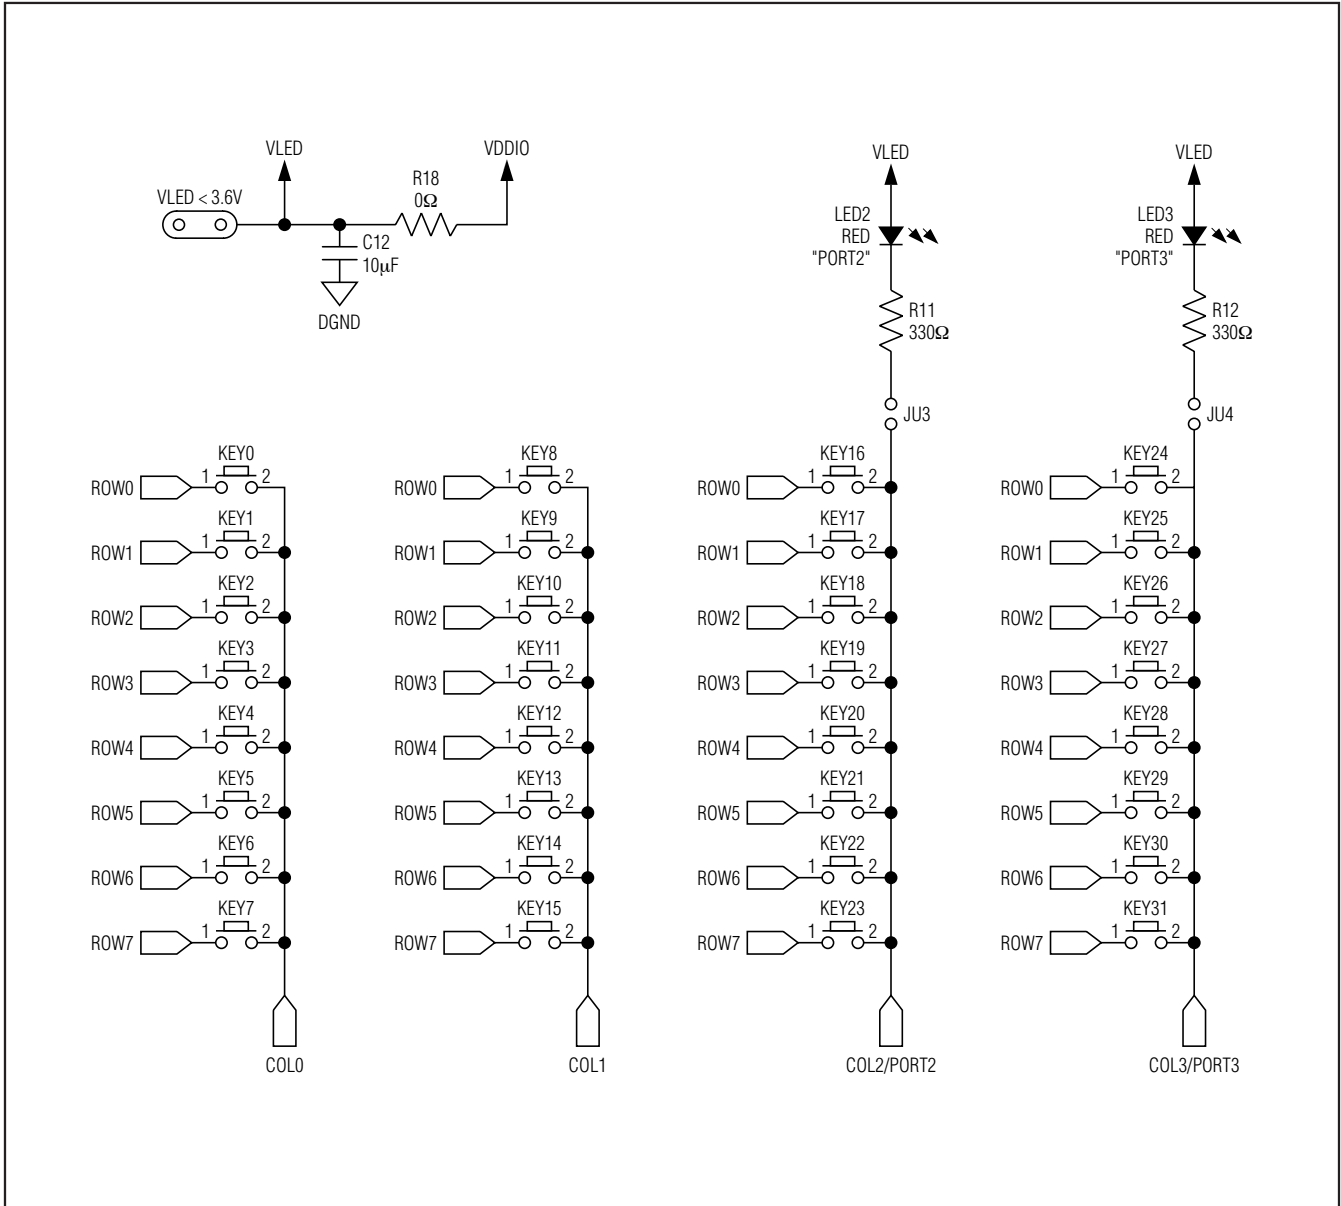 VLED
VDDIO
VLED < 3.6V
R18
0Ω
C12
10µF
DGND
VLED
LED2
RED
"PORT2"
R11
330Ω
JU3
VLED
LED3
RED
"PORT3"
R12
330Ω
JU4
KEY0
ROW0 1 2
KEY1
ROW1 1 2
KEY2
ROW2 1 2
KEY3
ROW3 1 2
KEY4
ROW4 1 2
KEY5
ROW5 1 2
KEY6
ROW6 1 2
KEY7
ROW7 1 2
COL0
KEY8
ROW0 1 2
KEY9
ROW1 1 2
KEY10
ROW2 1 2
KEY11
ROW3 1 2
KEY12
ROW4 1 2
KEY13
ROW5 1 2
KEY14
ROW6 1 2
KEY15
ROW7 1 2
COL1
KEY16
ROW0 1 2
KEY17
ROW1 1 2
KEY18
ROW2 1 2
KEY19
ROW3 1 2
KEY20
ROW4 1 2
KEY21
ROW5 1 2
KEY22
ROW6 1 2
KEY23
ROW7 1 2
COL2/PORT2
KEY24
ROW0 1 2
KEY25
ROW1 1 2
KEY26
ROW2 1 2
KEY27
ROW3 1 2
KEY28
ROW4 1 2
KEY29
ROW5 1 2
KEY30
ROW6 1 2
KEY31
ROW7 1 2
COL3/PORT3